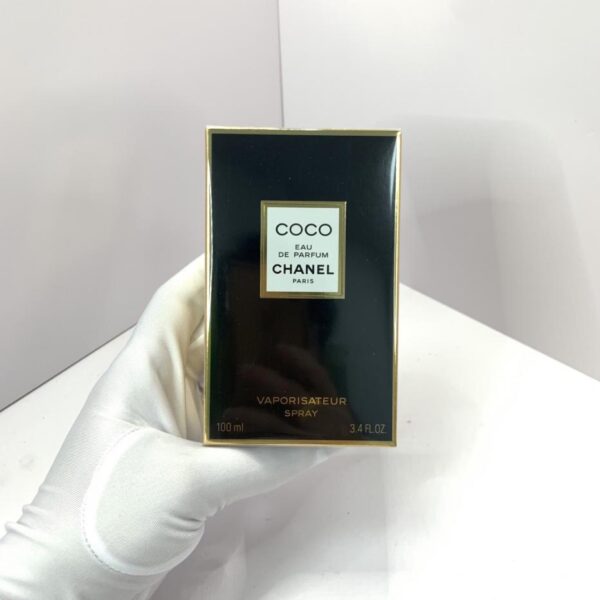 COCO
EAU
DE PARFUM
CHANEL
PARIS
VAPORISATEUR
SPRAY
100 ml 3.4 FL.OZ.